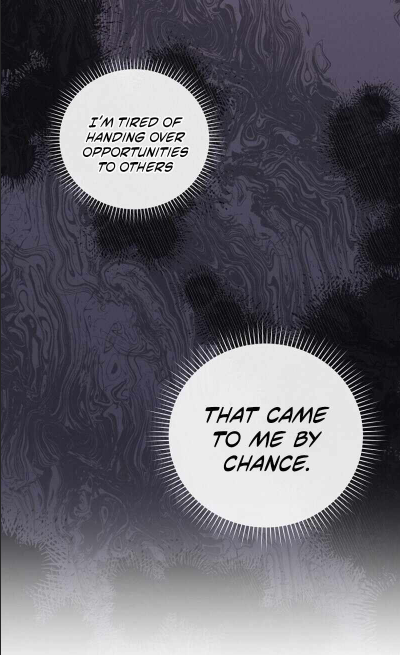 I'M TIRED OF
HANDING OVER
OPPORTUNITIES
TO OTHERS
THAT CAME
TO ME BY
CHANCE.